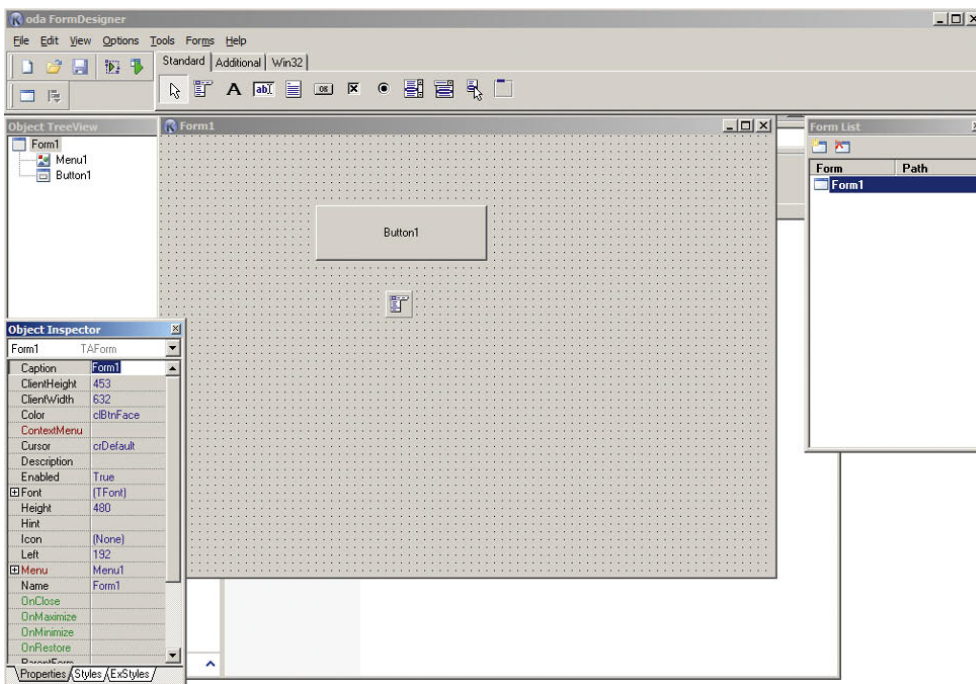 oda FormDesigner
File Edit View Options Tools Forms Help
Standard Additional Win32
A ab OK
Object TreeView
Form1
Menu1
Button1
Form1
Button1
Form List
Form Path
Form1
Object Inspector
Form1 TAForm
Caption Form1
ClientHeight 453
ClientWidth 632
Color clBtnFace
ContextMenu
Cursor crDefault
Description
Enabled True
Font (TFont)
Height 480
Hint
Icon (None)
Left 192
Menu Menu1
Name Form1
OnClose
OnMaximize
OnMinimize
OnRestore
ParentForm
Properties Styles ExStyles